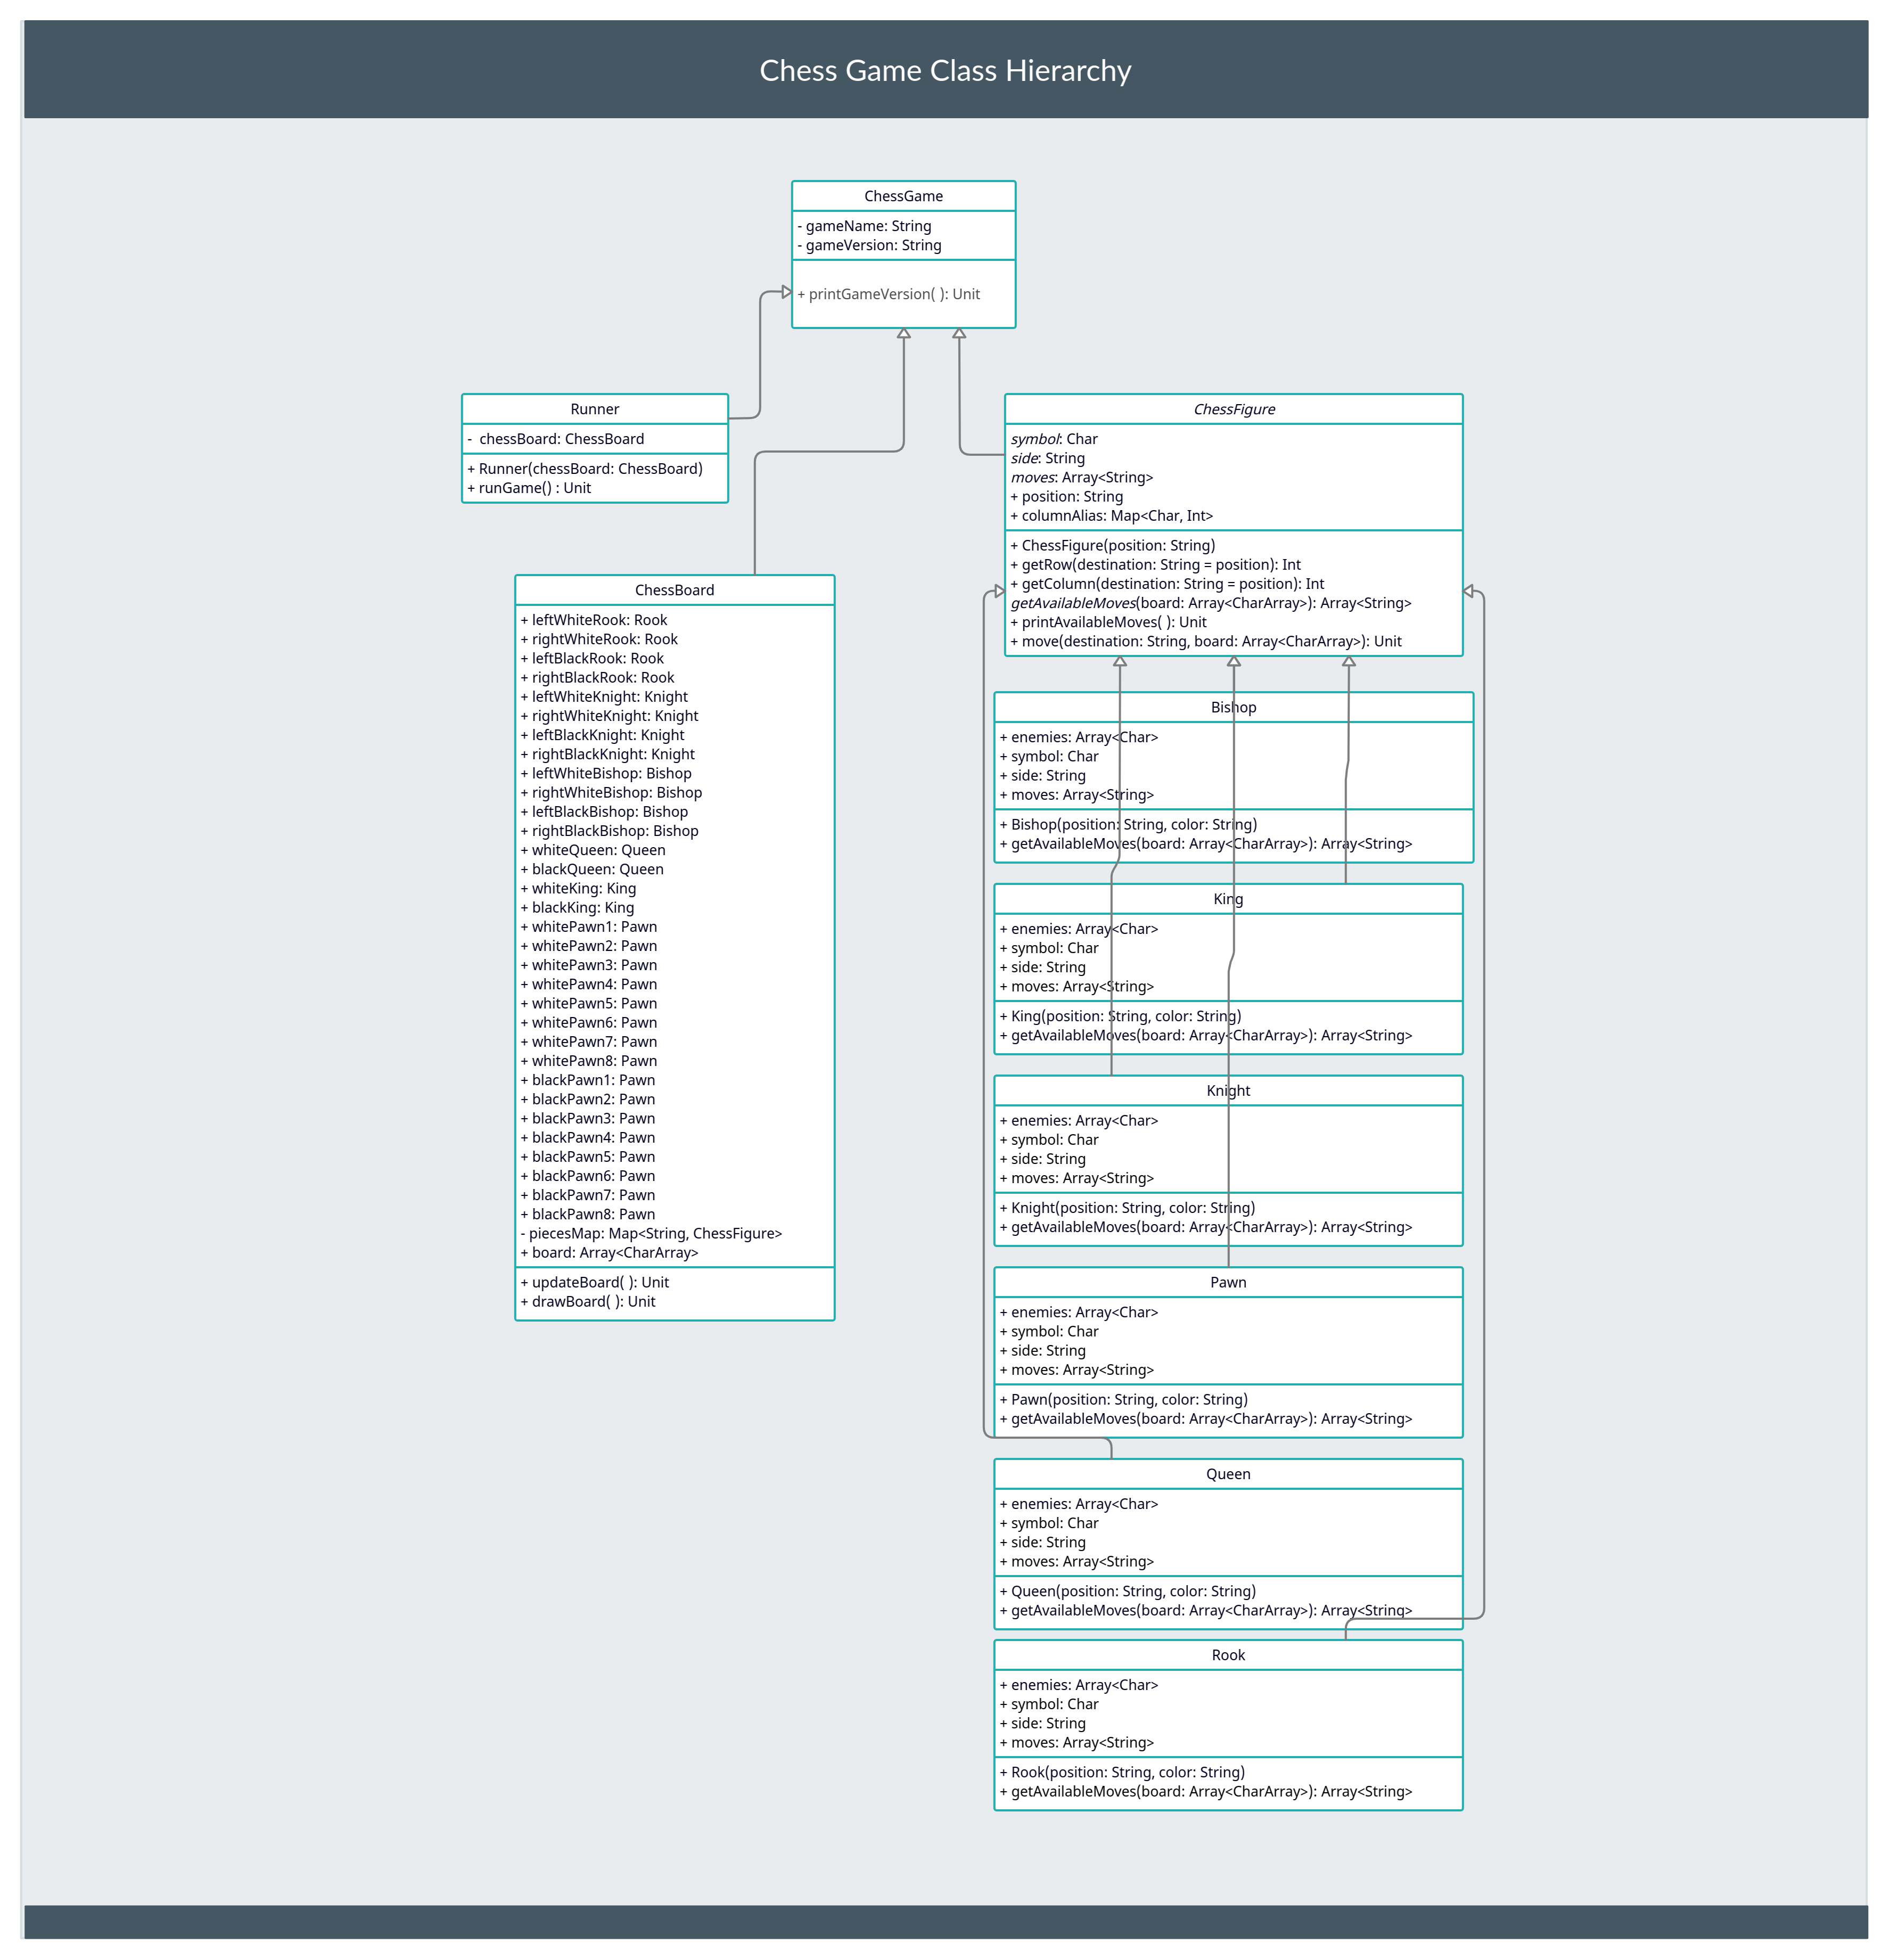 Chess Game Class Hierarchy
ChessGame
- gameName: String
- gameVersion: String
+ printGameVersion( ): Unit
Runner
-  chessBoard: ChessBoard
+ Runner(chessBoard: ChessBoard)
+ runGame() : Unit
ChessFigure
symbol: Char
side: String
moves: Array<String>
+ position: String
+ columnAlias: Map<Char, Int>
+ ChessFigure(position: String)
+ getRow(destination: String = position): Int
+ getColumn(destination: String = position): Int
getAvailableMoves(board: Array<CharArray>): Array<String>
+ printAvailableMoves( ): Unit
+ move(destination: String, board: Array<CharArray>): Unit
ChessBoard
+ leftWhiteRook: Rook
+ rightWhiteRook: Rook
+ leftBlackRook: Rook
+ rightBlackRook: Rook
+ leftWhiteKnight: Knight
+ rightWhiteKnight: Knight
+ leftBlackKnight: Knight
+ rightBlackKnight: Knight
+ leftWhiteBishop: Bishop
+ rightWhiteBishop: Bishop
+ leftBlackBishop: Bishop
+ rightBlackBishop: Bishop
+ whiteQueen: Queen
+ blackQueen: Queen
+ whiteKing: King
+ blackKing: King
+ whitePawn1: Pawn
+ whitePawn2: Pawn
+ whitePawn3: Pawn
+ whitePawn4: Pawn
+ whitePawn5: Pawn
+ whitePawn6: Pawn
+ whitePawn7: Pawn
+ whitePawn8: Pawn
+ blackPawn1: Pawn
+ blackPawn2: Pawn
+ blackPawn3: Pawn
+ blackPawn4: Pawn
+ blackPawn5: Pawn
+ blackPawn6: Pawn
+ blackPawn7: Pawn
+ blackPawn8: Pawn
- piecesMap: Map<String, ChessFigure>
+ board: Array<CharArray>
+ updateBoard( ): Unit
+ drawBoard( ): Unit
Bishop
+ enemies: Array<Char>
+ symbol: Char
+ side: String
+ moves: Array<String>
+ Bishop(position: String, color: String)
+ getAvailableMoves(board: Array<CharArray>): Array<String>
King
+ enemies: Array<Char>
+ symbol: Char
+ side: String
+ moves: Array<String>
+ King(position: String, color: String)
+ getAvailableMoves(board: Array<CharArray>): Array<String>
Knight
+ enemies: Array<Char>
+ symbol: Char
+ side: String
+ moves: Array<String>
+ Knight(position: String, color: String)
+ getAvailableMoves(board: Array<CharArray>): Array<String>
Pawn
+ enemies: Array<Char>
+ symbol: Char
+ side: String
+ moves: Array<String>
+ Pawn(position: String, color: String)
+ getAvailableMoves(board: Array<CharArray>): Array<String>
Queen
+ enemies: Array<Char>
+ symbol: Char
+ side: String
+ moves: Array<String>
+ Queen(position: String, color: String)
+ getAvailableMoves(board: Array<CharArray>): Array<String>
Rook
+ enemies: Array<Char>
+ symbol: Char
+ side: String
+ moves: Array<String>
+ Rook(position: String, color: String)
+ getAvailableMoves(board: Array<CharArray>): Array<String>